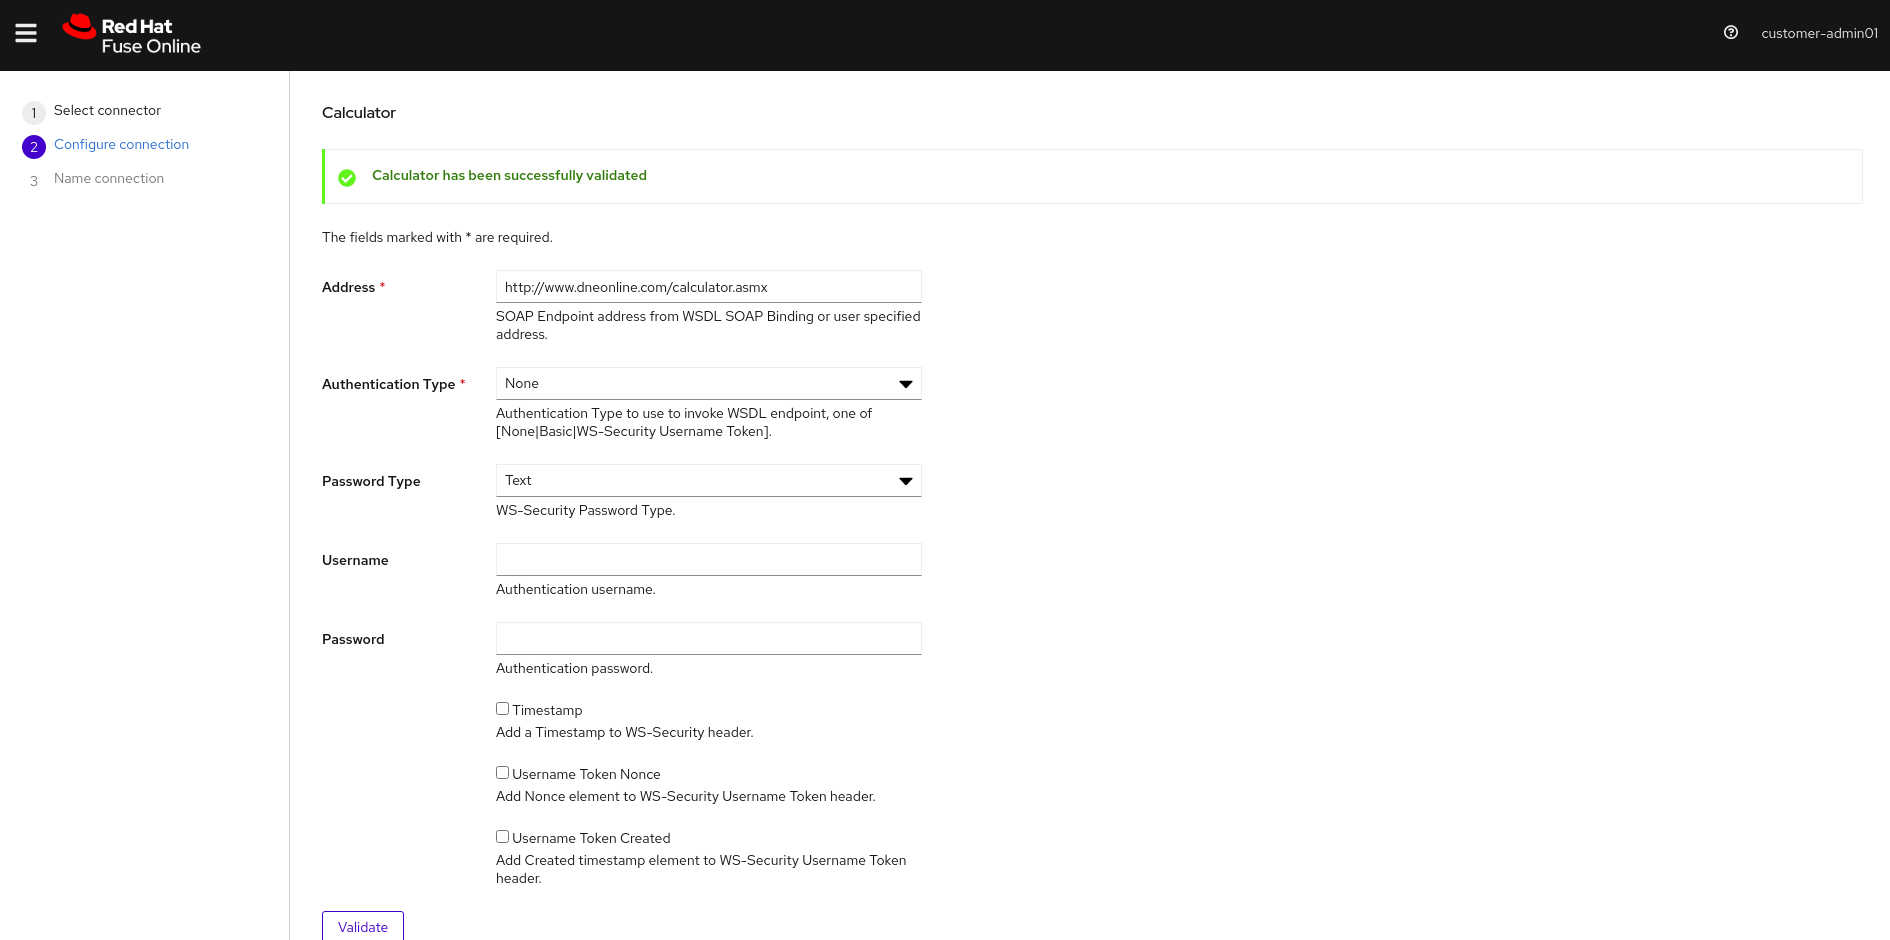 Red Hat
Fuse Online
customer-admin01
1 Select connector
2 Configure connection
3 Name connection
Calculator
Calculator has been successfully validated
The fields marked with * are required.
Address *
http://www.dneonline.com/calculator.asmx
SOAP Endpoint address from WSDL SOAP Binding or user specified
address.
Authentication Type *
None
Authentication Type to use to invoke WSDL endpoint, one of
[None|Basic|WS-Security Username Token].
Password Type
Text
WS-Security Password Type.
Username
Authentication username.
Password
Authentication password.
Timestamp
Add a Timestamp to WS-Security header.
Username Token Nonce
Add Nonce element to WS-Security Username Token header.
Username Token Created
Add Created timestamp element to WS-Security Username Token
header.
Validate